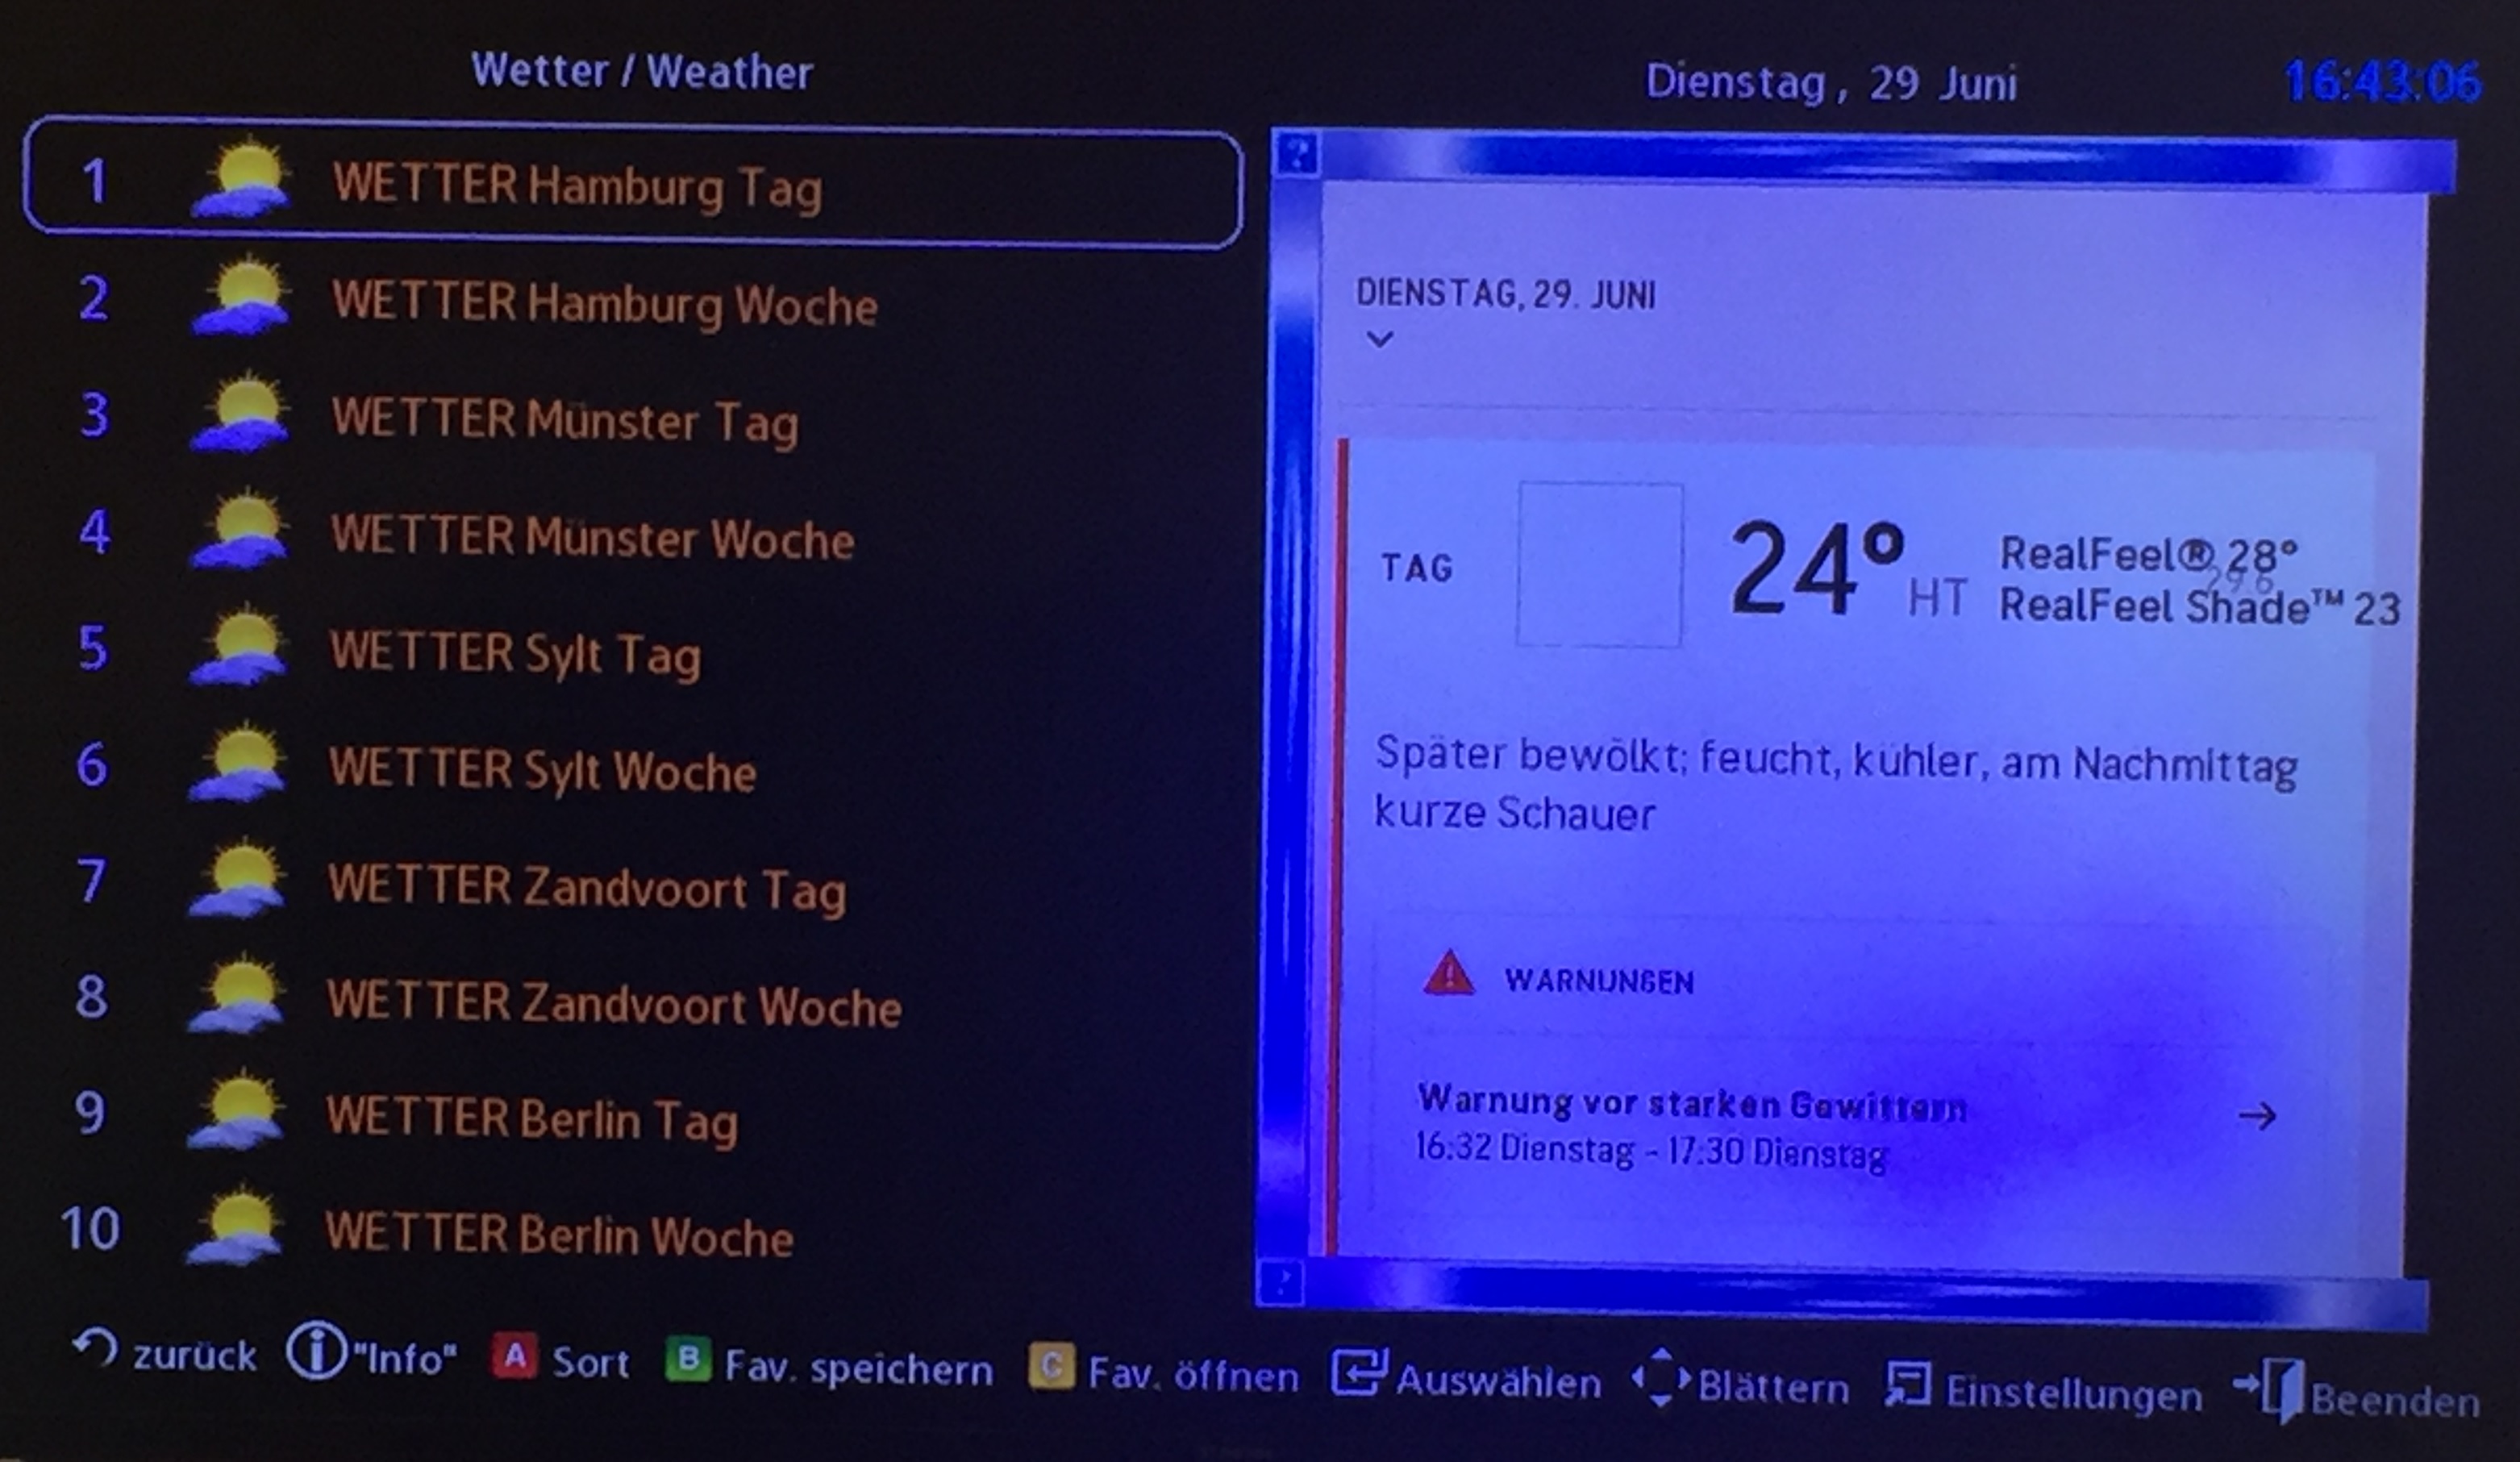 Wetter / Weather
Dienstag, 29 Juni
16:43:06
1 WETTER Hamburg Tag
2 WETTER Hamburg Woche
3 WETTER Münster Tag
4 WETTER Münster Woche
5 WETTER Sylt Tag
6 WETTER Sylt Woche
7 WETTER Zandvoort Tag
8 WETTER Zandvoort Woche
9 WETTER Berlin Tag
10 WETTER Berlin Woche
?
DIENSTAG, 29. JUNI
TAG
24° HT
RealFeel® 28°
29.6
RealFeel Shade™ 23
Später bewölkt; feucht, kühler, am Nachmittag
kurze Schauer
WARNUNGEN
Warnung vor starken Gewittern
16:32 Dienstag - 17:30 Dienstag
?
zurück "Info" A Sort B Fav. speichern C Fav. öffnen Auswählen Blättern Einstellungen Beenden